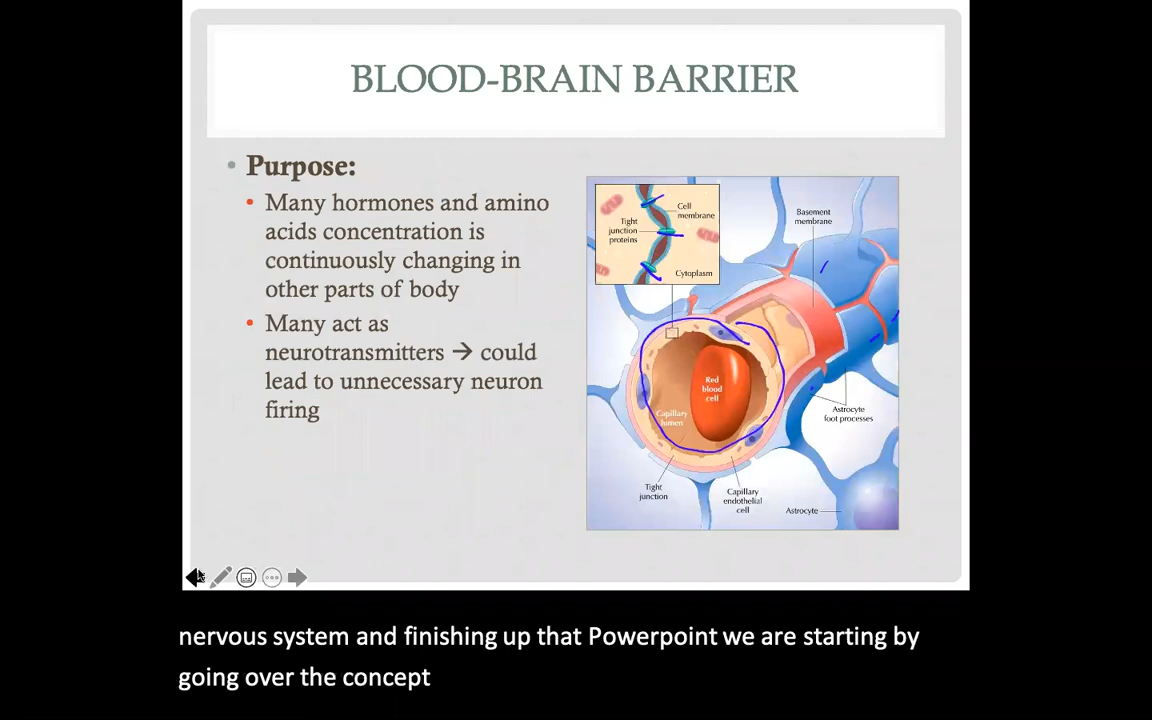 BLOOD-BRAIN BARRIER
• Purpose:
• Many hormones and amino
acids concentration is
continuously changing in
other parts of body
• Many act as
neurotransmitters → could
lead to unnecessary neuron
firing
Cell
membrane
Tight
junction
proteins
Cytoplasm
Basement
membrane
Red
blood
cell
Capillary
lumen
Astrocyte
foot processes
Tight
junction
Capillary
endothelial
cell
Astrocyte
nervous system and finishing up that Powerpoint we are starting by
going over the concept